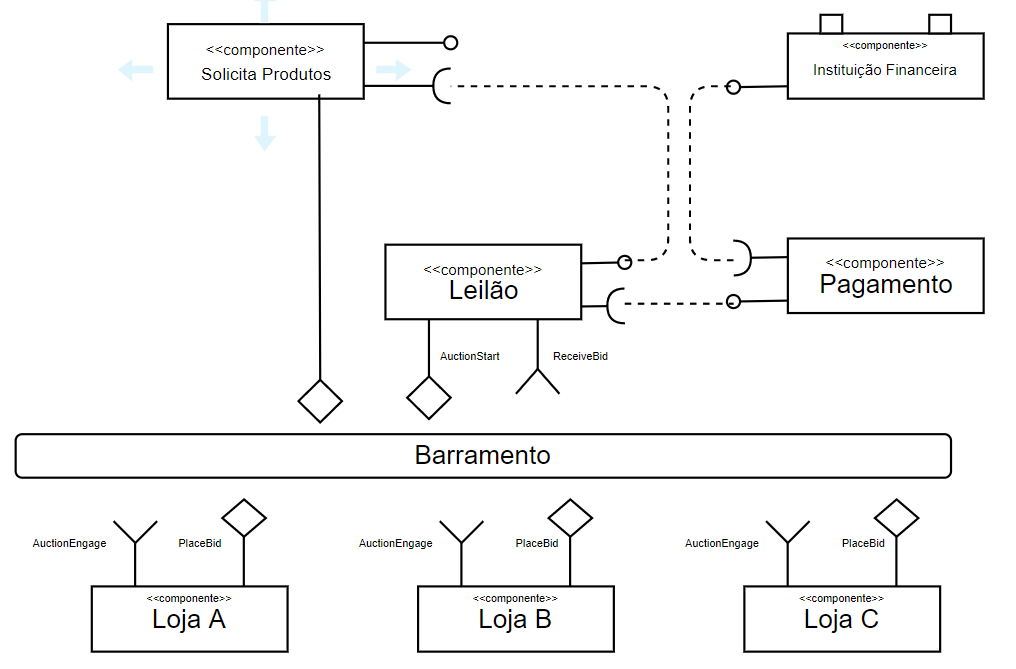 <<componente>>
Solicita Produtos
<<componente>>
Instituição Financeira
<<componente>>
Leilão
<<componente>>
Pagamento
AuctionStart
ReceiveBid
Barramento
AuctionEngage
PlaceBid
AuctionEngage
PlaceBid
AuctionEngage
PlaceBid
<<componente>>
Loja A
<<componente>>
Loja B
<<componente>>
Loja C